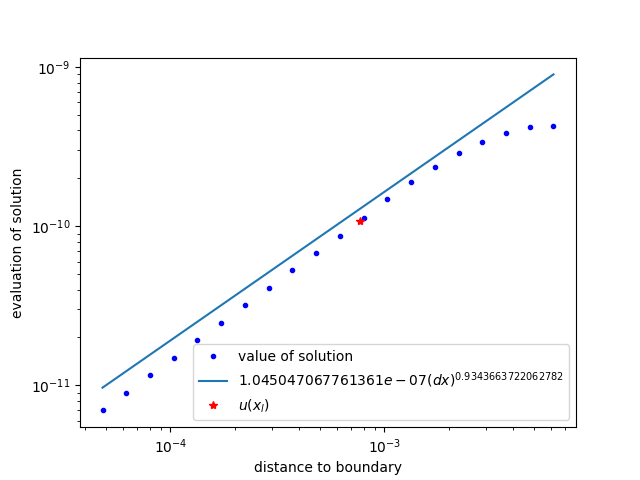 10⁻⁹
10⁻¹⁰
10⁻¹¹
evaluation of solution
value of solution
1.045047067761361e − 07(dx)^0.9343663722062782
u(x_l)
10⁻⁴
10⁻³
distance to boundary